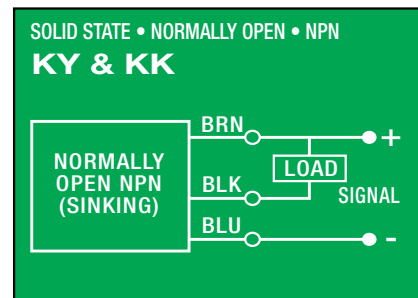 SOLID STATE • NORMALLY OPEN • NPN
KY & KK
BRN
+
NORMALLY
OPEN NPN
(SINKING)
LOAD
BLK
SIGNAL
BLU
-